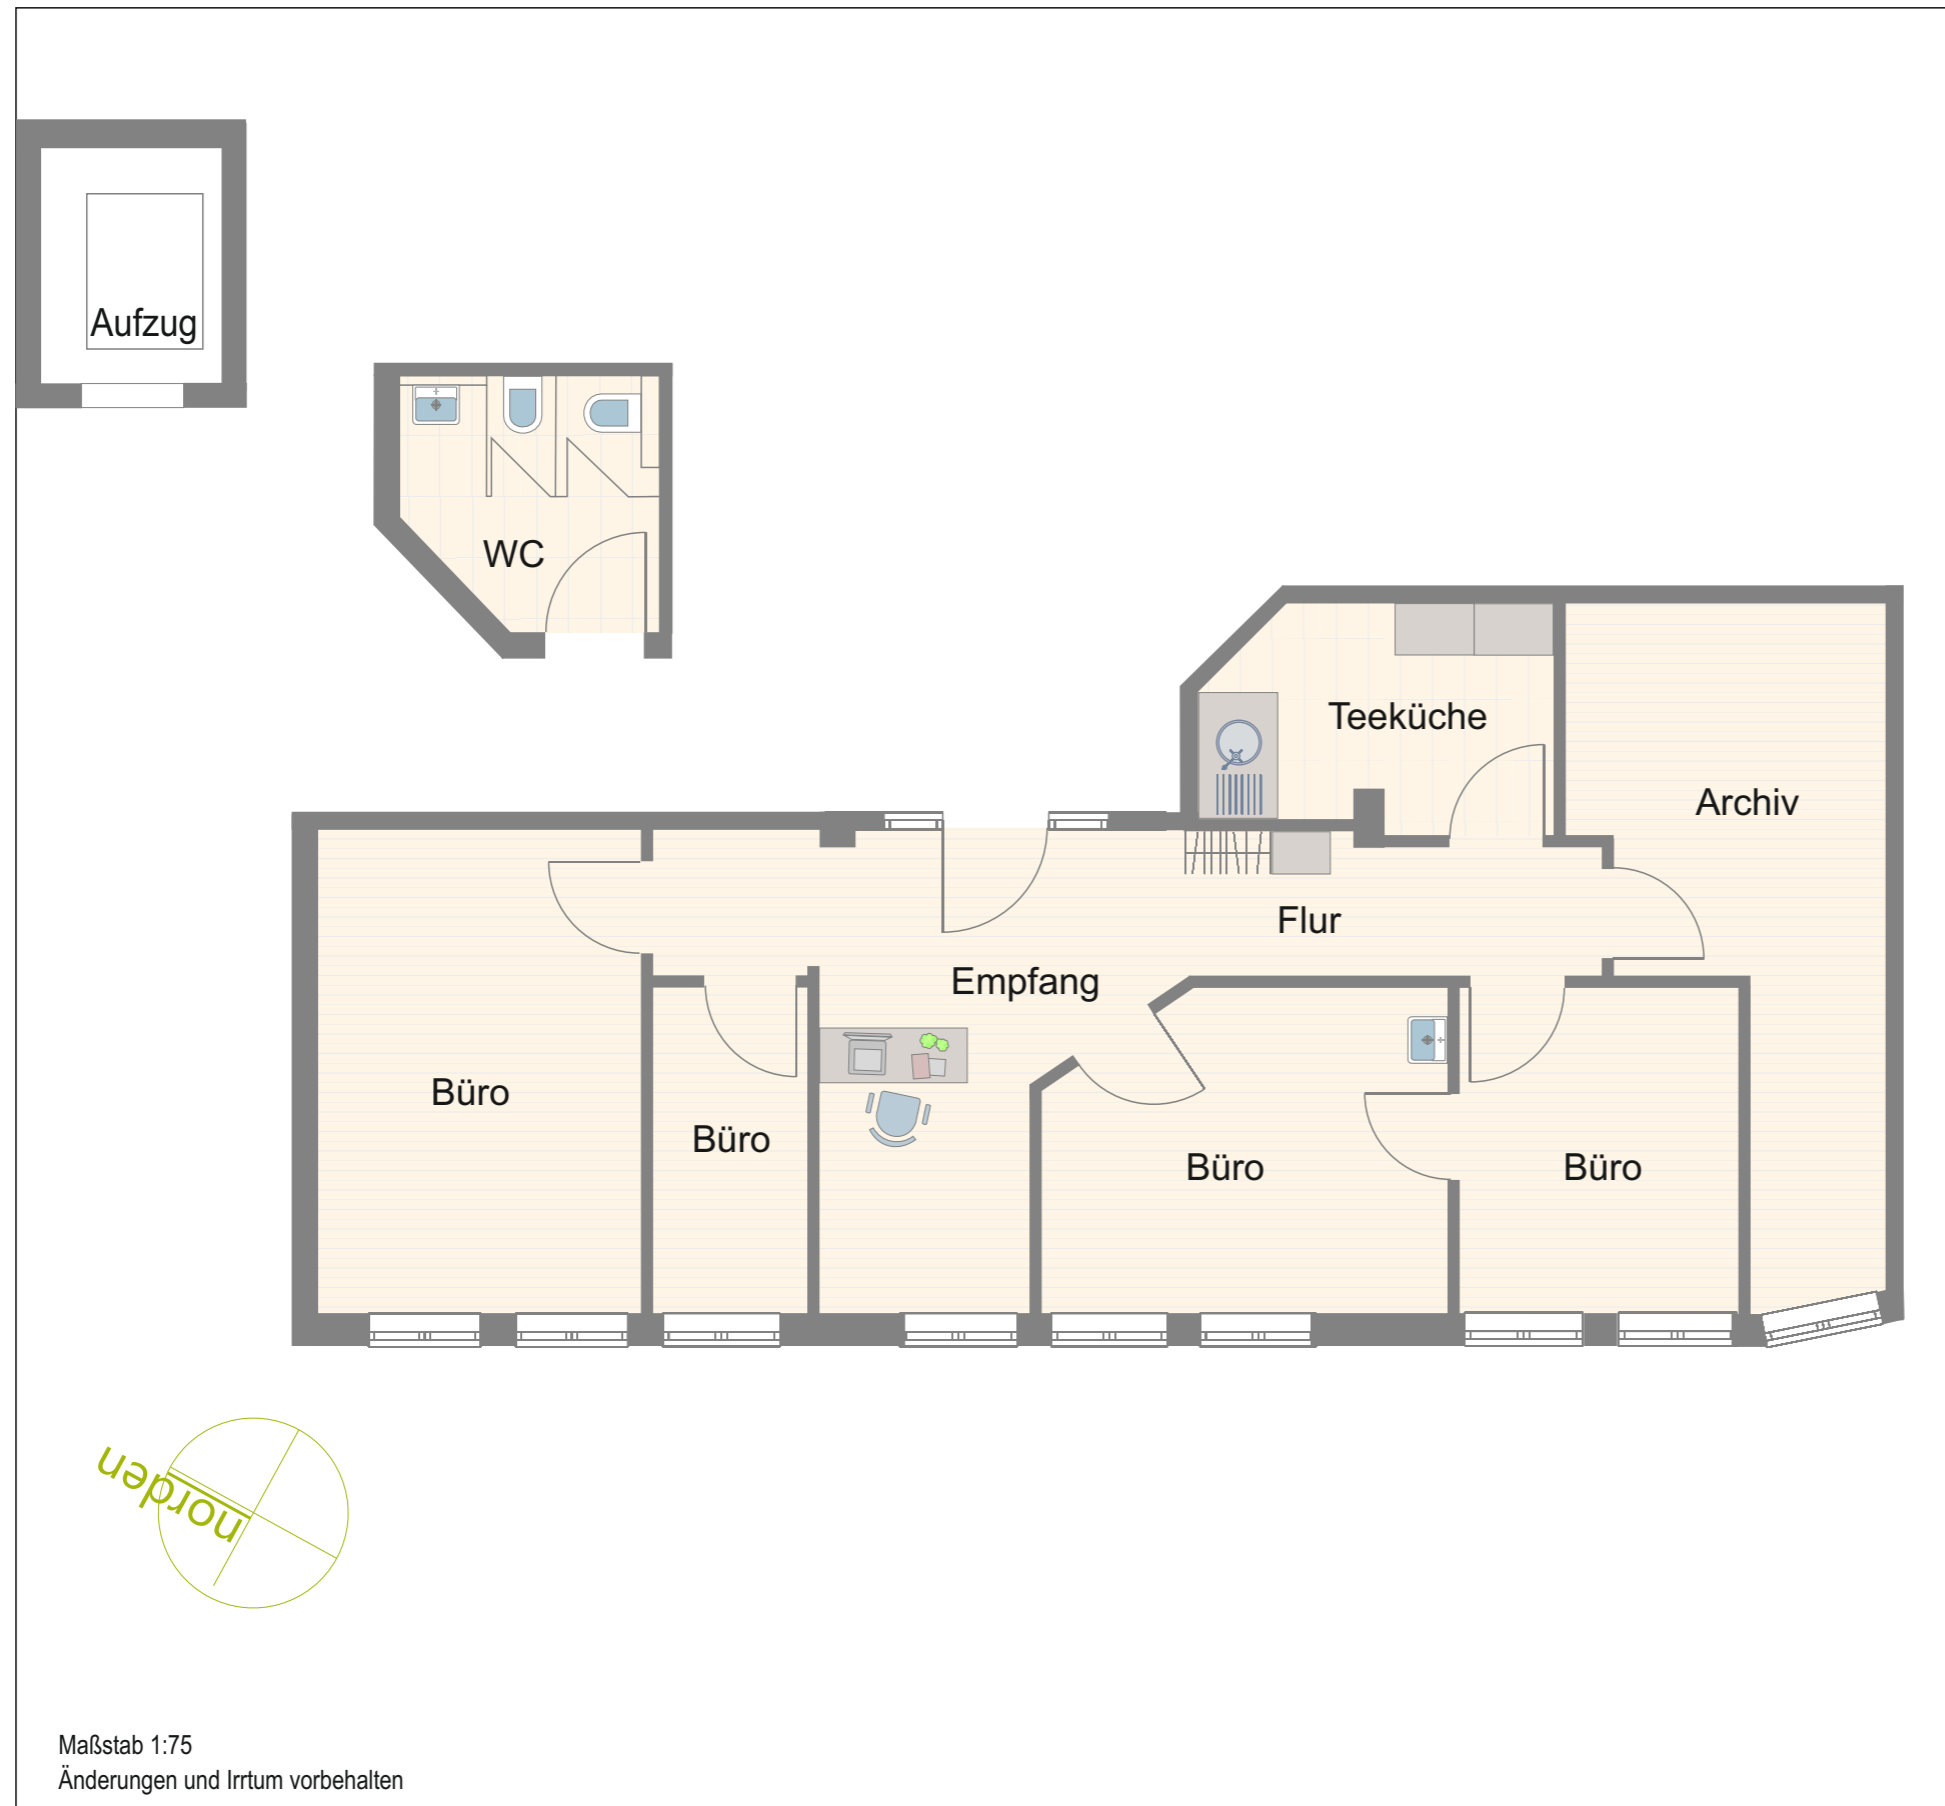 Aufzug
WC
Teeküche
Archiv
Flur
Empfang
Büro
Büro
Büro
Büro
norden
Maßstab 1:75
Änderungen und Irrtum vorbehalten